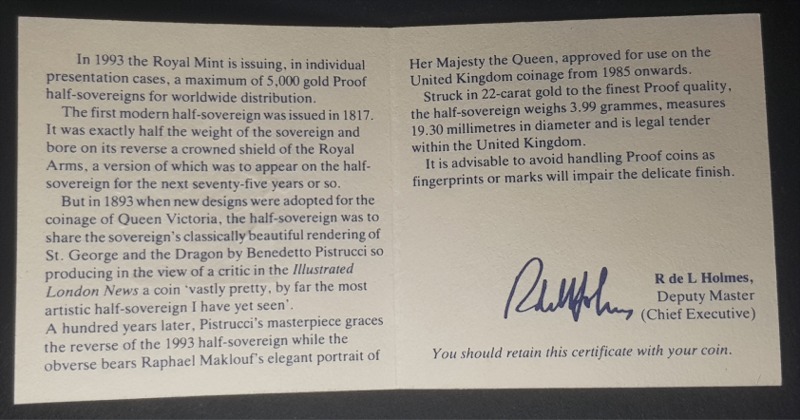 In 1993 the Royal Mint is issuing, in individual
presentation cases, a maximum of 5,000 gold Proof
half-sovereigns for worldwide distribution.
The first modern half-sovereign was issued in 1817.
It was exactly half the weight of the sovereign and
bore on its reverse a crowned shield of the Royal
Arms, a version of which was to appear on the half-
sovereign for the next seventy-five years or so.
But in 1893 when new designs were adopted for the
coinage of Queen Victoria, the half-sovereign was to
share the sovereign's classically beautiful rendering of
St. George and the Dragon by Benedetto Pistrucci so
producing in the view of a critic in the Illustrated
London News a coin 'vastly pretty, by far the most
artistic half-sovereign I have yet seen'.
A hundred years later, Pistrucci's masterpiece graces
the reverse of the 1993 half-sovereign while the
obverse bears Raphael Maklouf's elegant portrait of
Her Majesty the Queen, approved for use on the
United Kingdom coinage from 1985 onwards.
Struck in 22-carat gold to the finest Proof quality,
the half-sovereign weighs 3.99 grammes, measures
19.30 millimetres in diameter and is legal tender
within the United Kingdom.
It is advisable to avoid handling Proof coins as
fingerprints or marks will impair the delicate finish.
R de L Holmes,
Deputy Master
(Chief Executive)
You should retain this certificate with your coin.